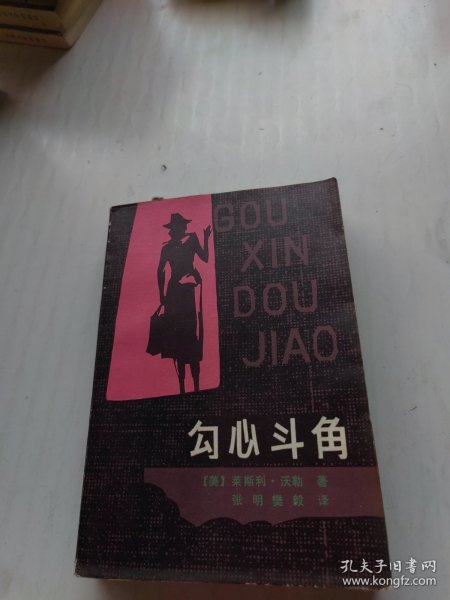 GOU
XIN
DOU
JIAO
勾心斗角
〔美〕莱斯利·沃勒 著
张明樊毅 译
孔夫子旧书网
www.kongfz.com